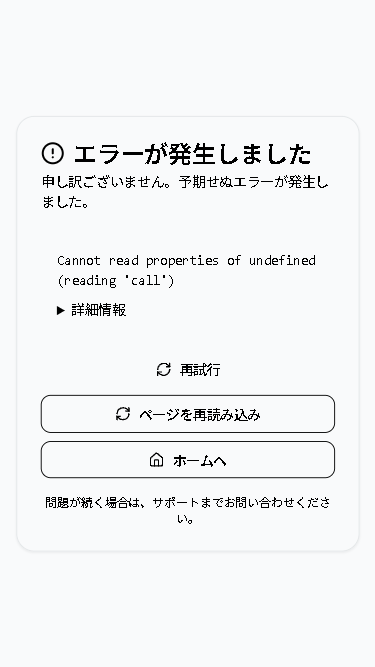 エラーが発生しました
申し訳ございません。予期せぬエラーが発生し
ました。
Cannot read properties of undefined
(reading 'call')
▶ 詳細情報
再試行
ページを再読み込み
ホームへ
問題が続く場合は、サポートまでお問い合わせくださ
い。